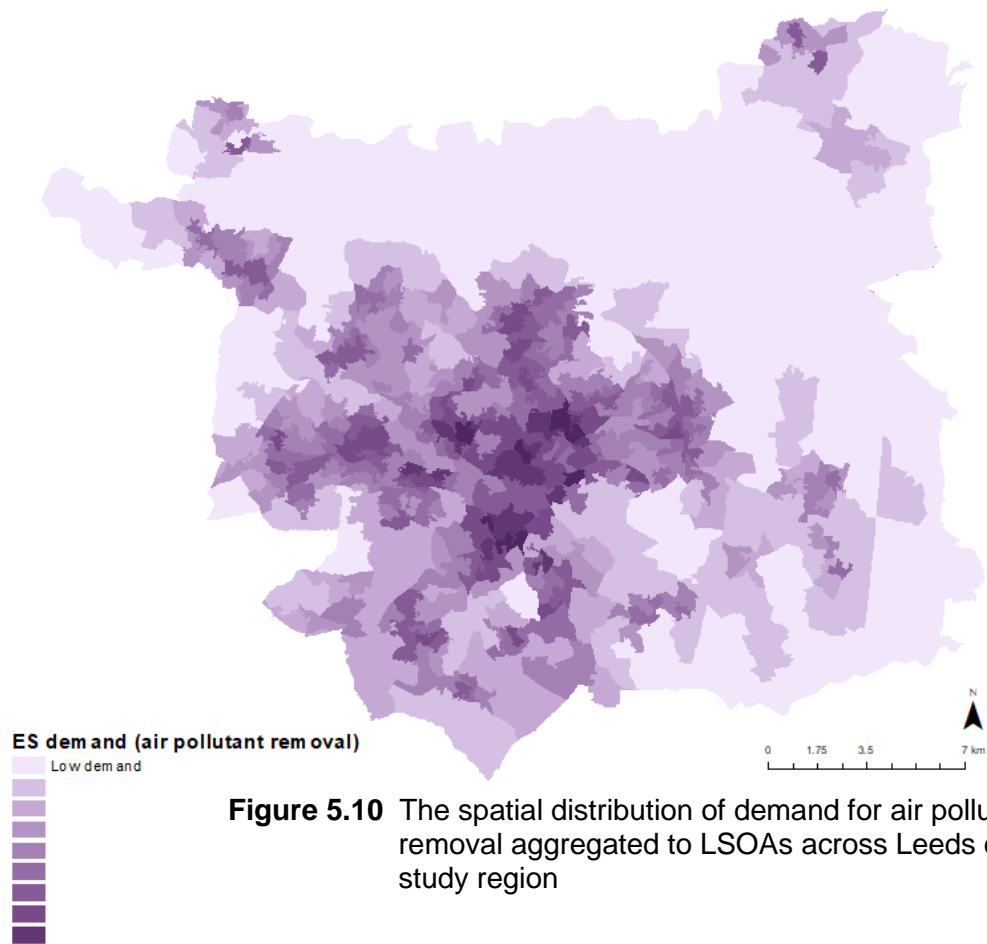 N
0 1.75 3.5 7 km
ES demand (air pollutant removal)
Low demand
Figure 5.10 The spatial distribution of demand for air
removal aggregated to LSOAs across Leeds
study region